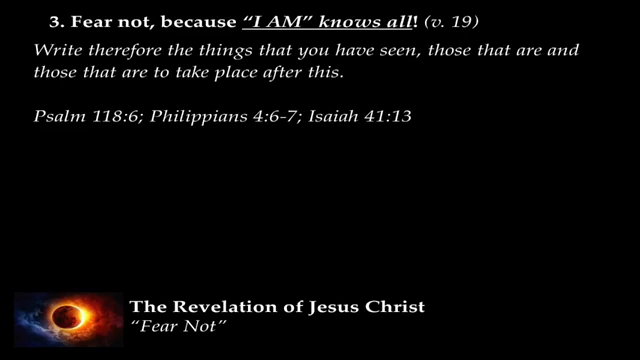 3. Fear not, because “I AM” knows all! (v. 19)
Write therefore the things that you have seen, those that are and
those that are to take place after this.
Psalm 118:6; Philippians 4:6-7; Isaiah 41:13
The Revelation of Jesus Christ
“Fear Not”